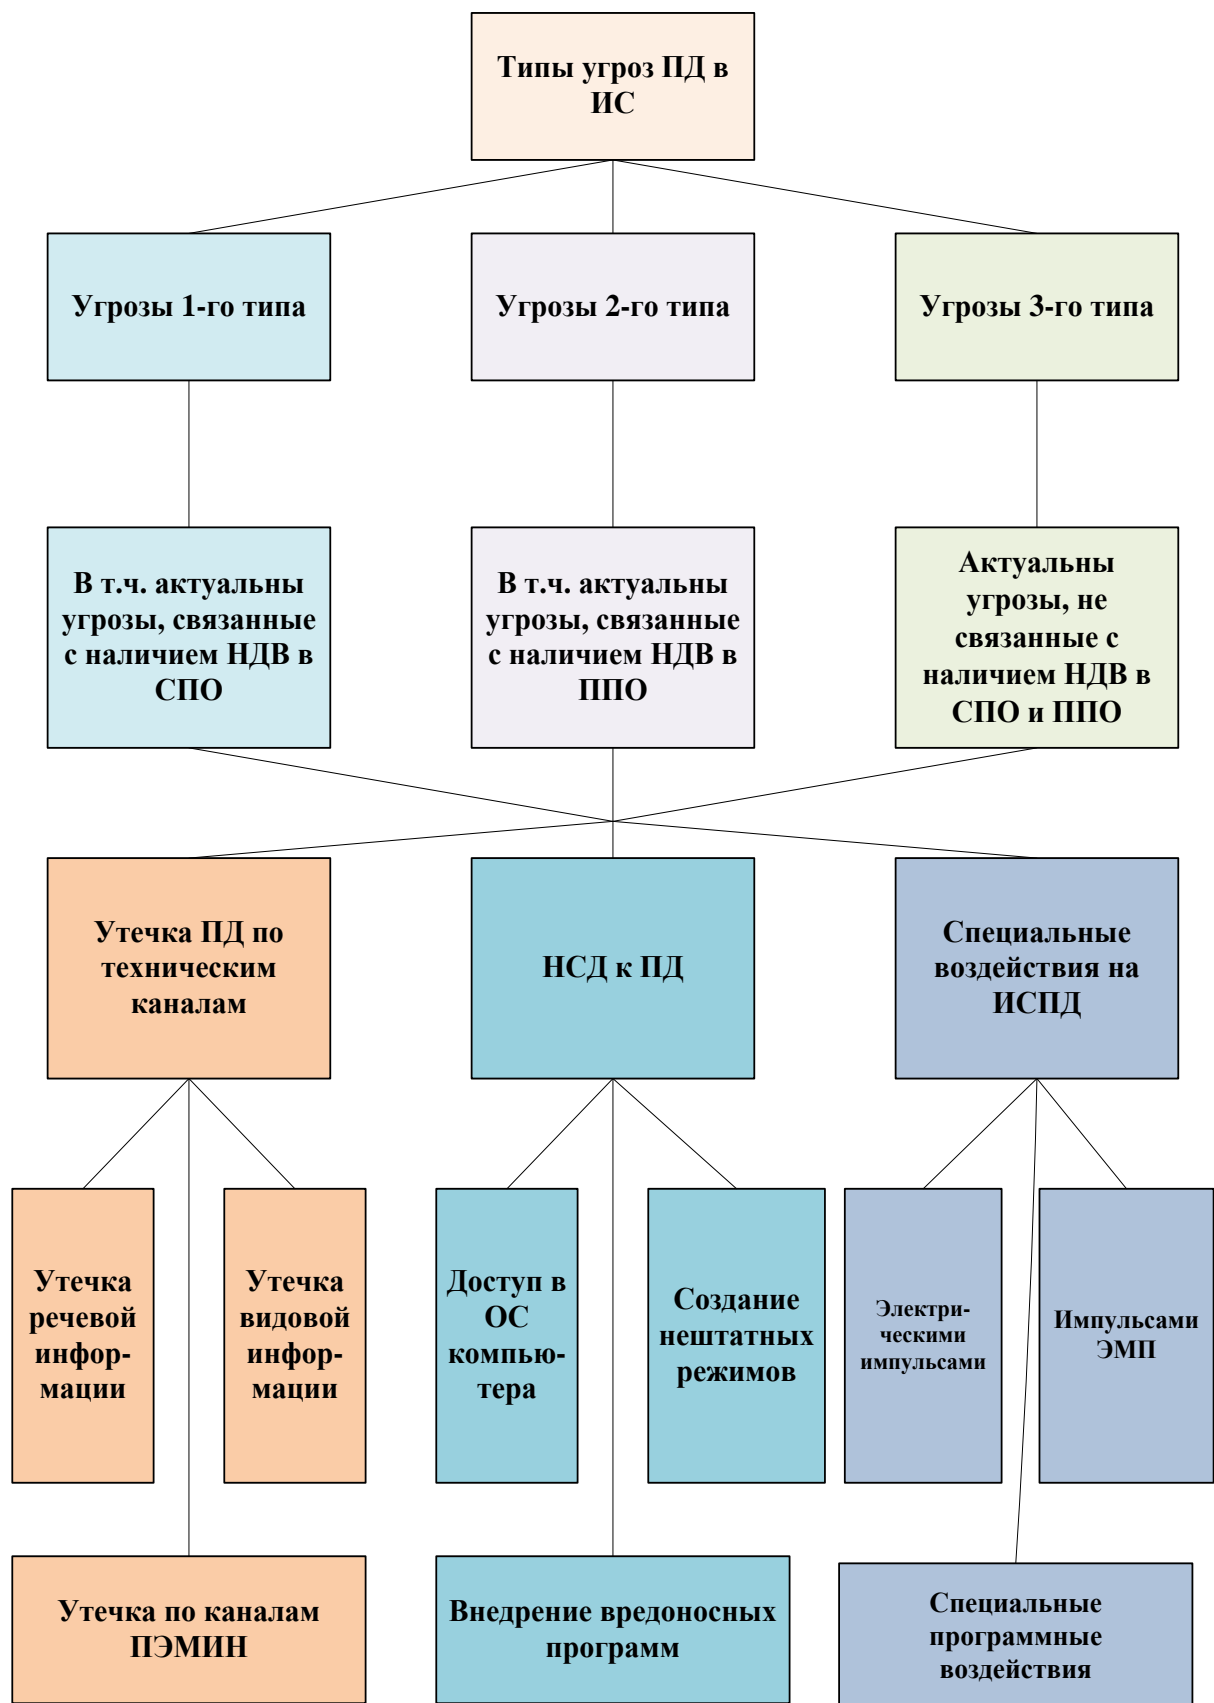 Типы угроз ПД в
ИС
Угрозы 1-го типа
Угрозы 2-го типа
Угрозы 3-го типа
В т.ч. актуальны
угрозы, связанные
с наличием НДВ в
СПО
В т.ч. актуальны
угрозы, связанные
с наличием НДВ в
ППО
Актуальны
угрозы, не
связанные с
наличием НДВ в
СПО и ППО
Утечка ПД по
техническим
каналам
НСД к ПД
Специальные
воздействия на
ИСПД
Утечка
речевой
инфор-
мации
Утечка
видовой
инфор-
мации
Доступ в
ОС
компью-
тера
Создание
нештатных
режимов
Электри-
ческими
импульсами
Импульсами
ЭМП
Утечка по каналам
ПЭМИН
Внедрение вредоносных
программ
Специальные
программные
воздействия